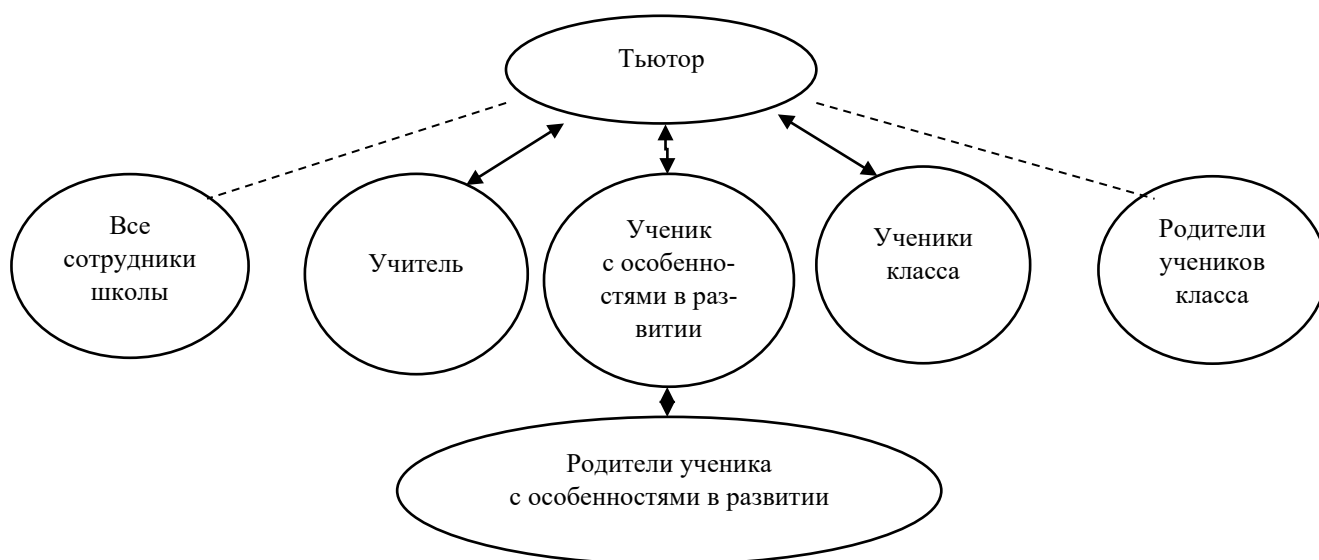 Тьютор
Все
сотрудники
школы
Учитель
Ученик
с особенно-
стями в раз-
витии
Ученики
класса
Родители
учеников
класса
Родители ученика
с особенностями в развитии